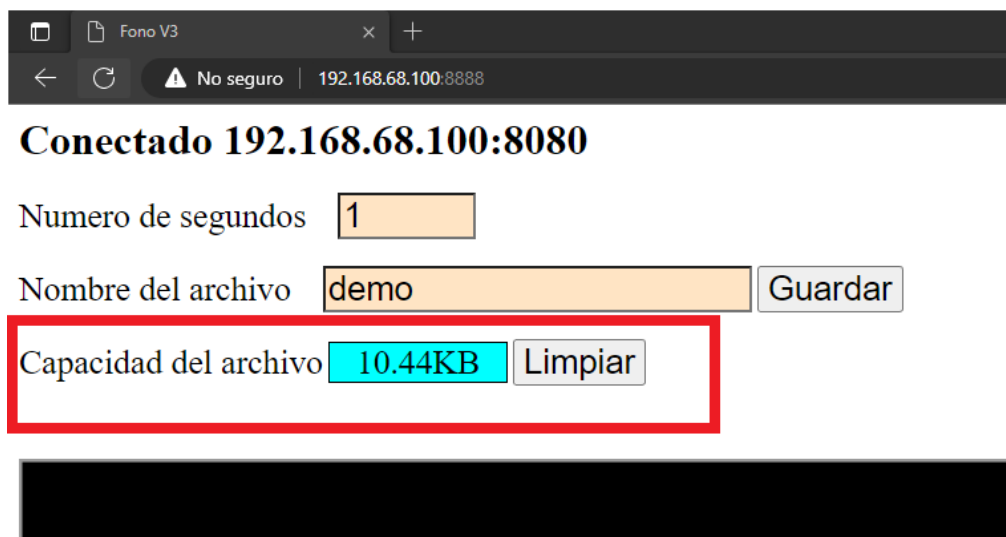 Fono V3
No seguro 192.168.68.100:8888
Conectado 192.168.68.100:8080
Numero de segundos 1
Nombre del archivo demo Guardar
Capacidad del archivo 10.44KB Limpiar